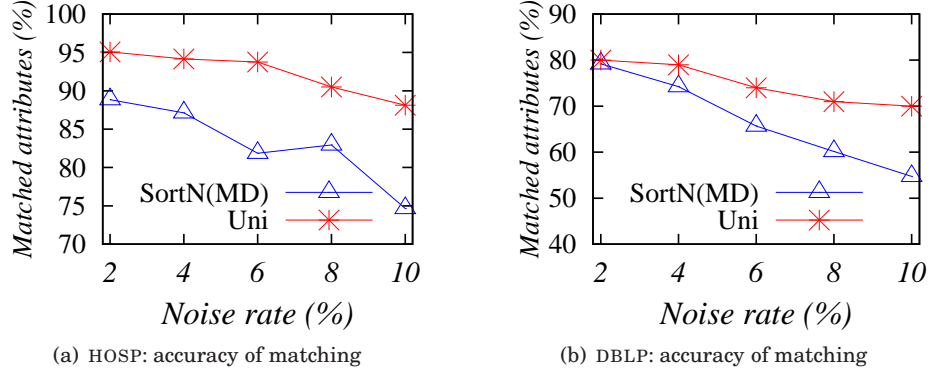 Matched attributes (%)
100
95
90
85
80
75
70
SortN(MD)
Uni
2 4 6 8 10
Noise rate (%)
(a) HOSP: accuracy of matching
Matched attributes (%)
90
80
70
60
50
40
SortN(MD)
Uni
2 4 6 8 10
Noise rate (%)
(b) DBLP: accuracy of matching